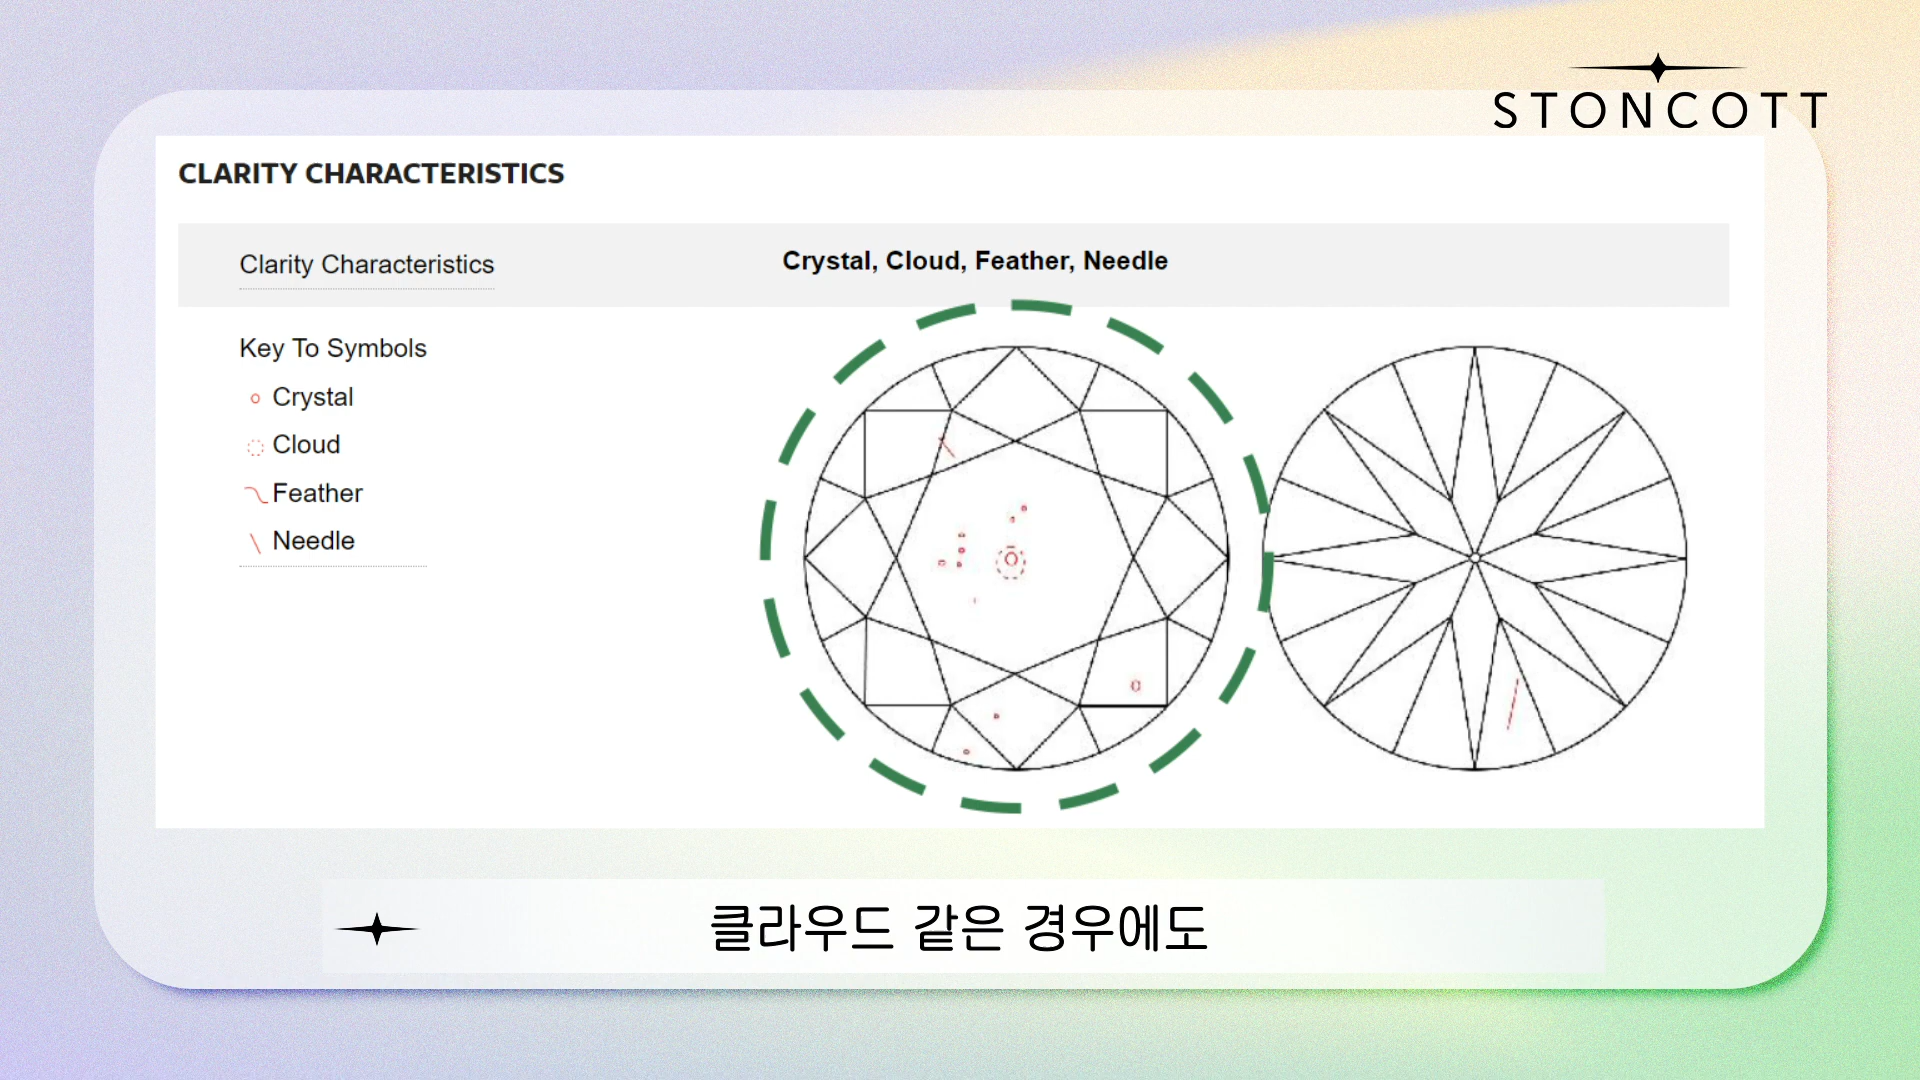 STONCOTT
CLARITY CHARACTERISTICS
Clarity Characteristics
Crystal, Cloud, Feather, Needle
Key To Symbols
Crystal
Cloud
Feather
Needle
클라우드 같은 경우에도